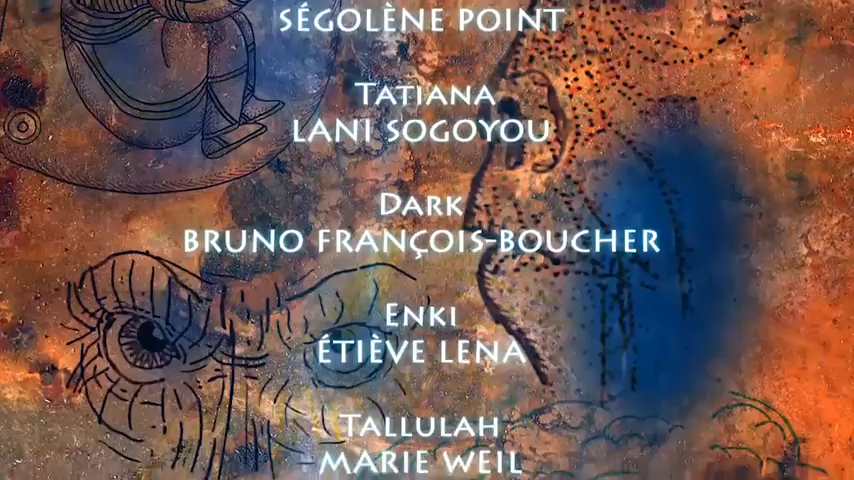 SÉGOLÈNE POINT
TATIANA
LANI SOGOYOU
DARK
BRUNO FRANÇOIS-BOUCHER
ENKI
ÉTIÈVE LENA
TALLULAH
MARIE WEIL